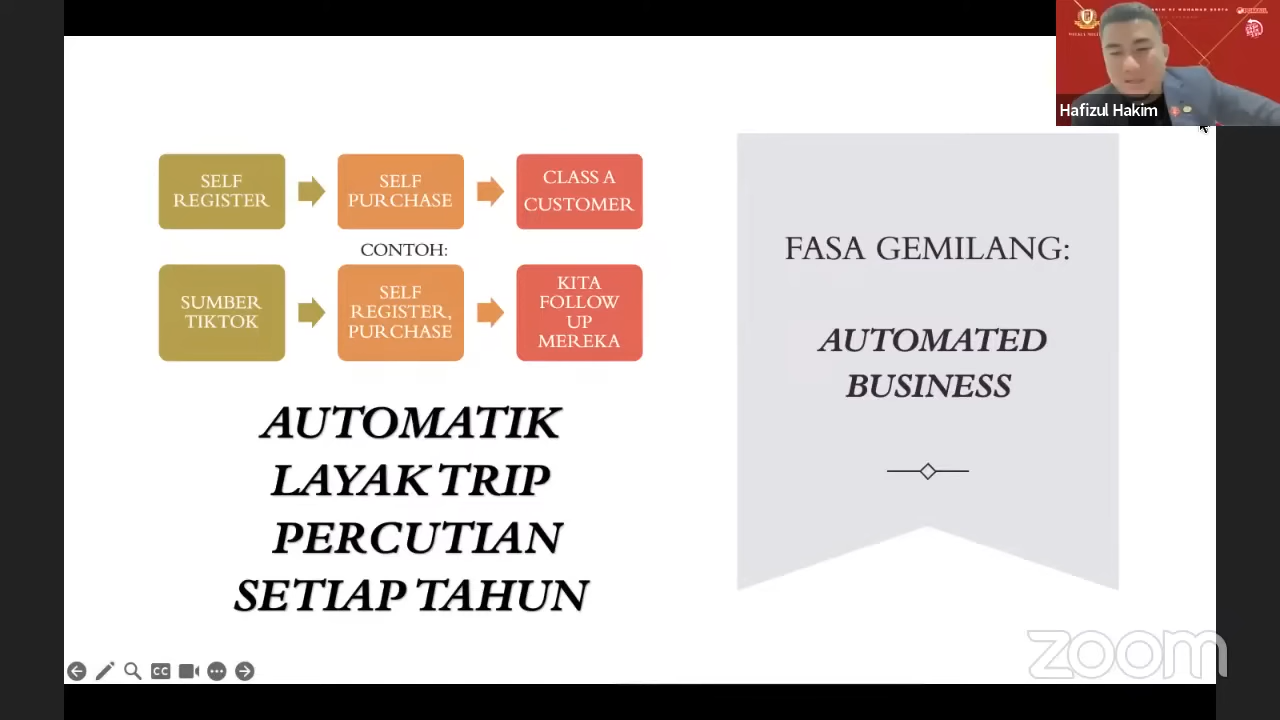 SELF
REGISTER
SELF
PURCHASE
CLASS A
CUSTOMER
CONTOH:
SUMBER
TIKTOK
SELF
REGISTER,
PURCHASE
KITA
FOLLOW
UP
MEREKA
AUTOMATIK
LAYAK TRIP
PERCUTIAN
SETIAP TAHUN
FASA GEMILANG:
AUTOMATED
BUSINESS
Hafizul Hakim
CC
zoom